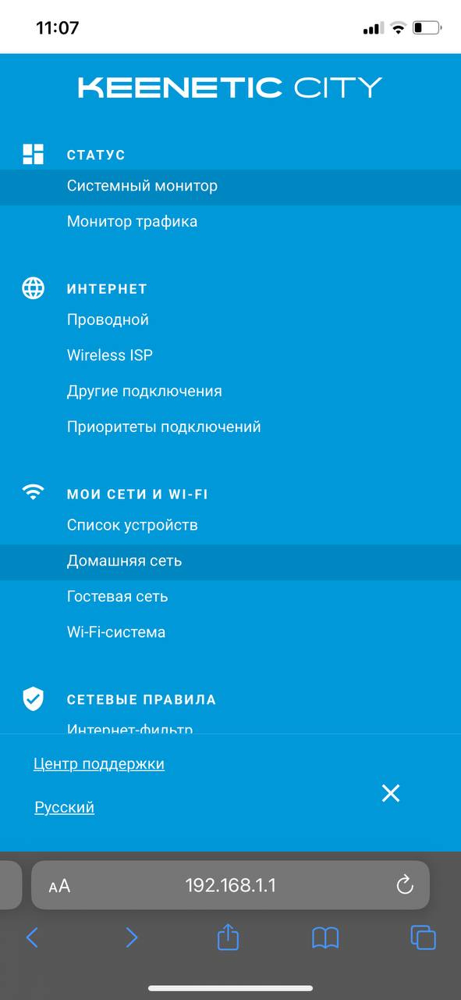 11:07
KEENETIC CITY
СТАТУС
Системный монитор
Монитор трафика
ИНТЕРНЕТ
Проводной
Wireless ISP
Другие подключения
Приоритеты подключений
МОИ СЕТИ И WI-FI
Список устройств
Домашняя сеть
Гостевая сеть
Wi-Fi-система
СЕТЕВЫЕ ПРАВИЛА
Интернет-фильтр
Центр поддержки
Русский
AA 192.168.1.1